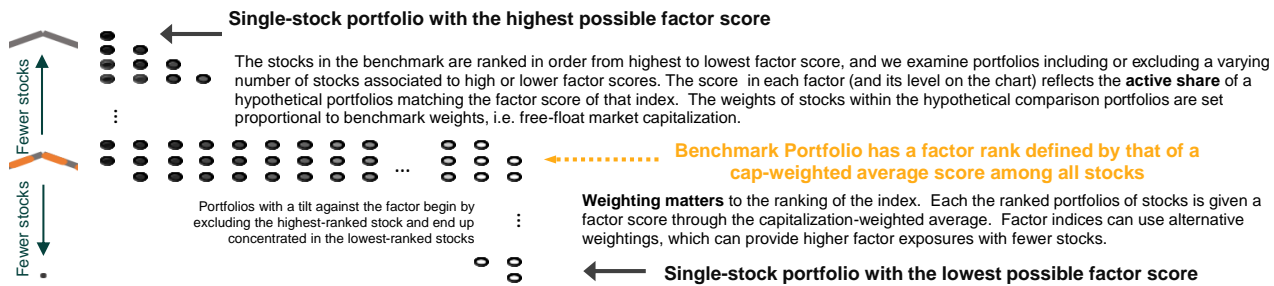 Single-stock portfolio with the highest possible factor score
The stocks in the benchmark are ranked in order from highest to lowest factor score, and we examine portfolios including or excluding a varying
number of stocks associated to high or lower factor scores. The score in each factor (and its level on the chart) reflects the active share of a
hypothetical portfolios matching the factor score of that index. The weights of stocks within the hypothetical comparison portfolios are set
proportional to benchmark weights, i.e. free-float market capitalization.
Fewer stocks
...
...
Benchmark Portfolio has a factor rank defined by that of a
cap-weighted average score among all stocks
Fewer stocks
Portfolios with a tilt against the factor begin by
excluding the highest-ranked stock and end up
concentrated in the lowest-ranked stocks
...
Weighting matters to the ranking of the index. Each the ranked portfolios of stocks is given a
factor score through the capitalization-weighted average. Factor indices can use alternative
weightings, which can provide higher factor exposures with fewer stocks.
Single-stock portfolio with the lowest possible factor score